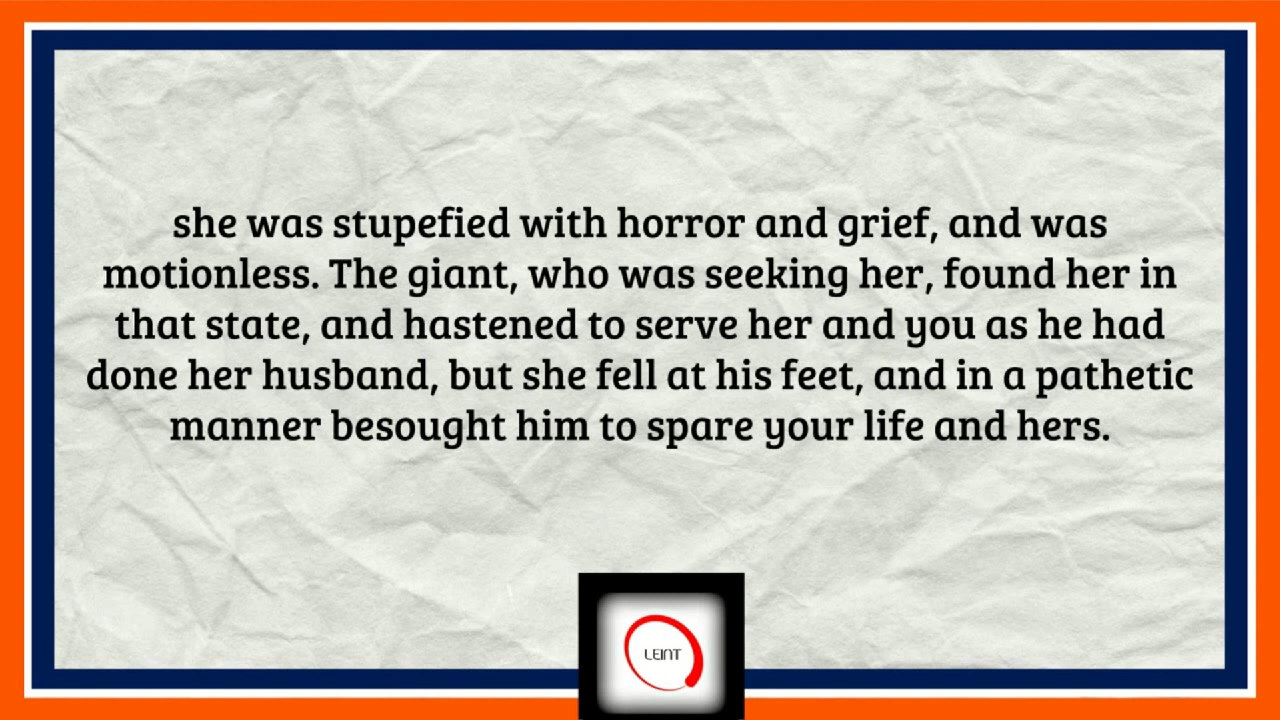 she was stupefied with horror and grief, and was
motionless. The giant, who was seeking her, found her in
that state, and hastened to serve her and you as he had
done her husband, but she fell at his feet, and in a pathetic
manner besought him to spare your life and hers.
LEINT